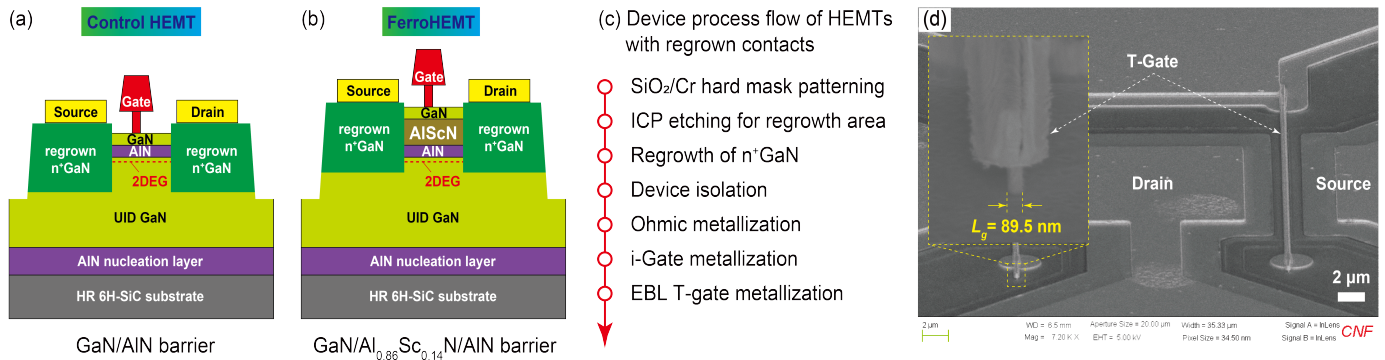 (a)
Control HEMT
Gate
Source
Drain
GaN
AlN
regrown
n⁺GaN
regrown
n⁺GaN
2DEG
UID GaN
AlN nucleation layer
HR 6H-SiC substrate
GaN/AlN barrier
(b)
FerroHEMT
Gate
Source
Drain
GaN
AlScN
AlN
regrown
n⁺GaN
regrown
n⁺GaN
2DEG
UID GaN
AlN nucleation layer
HR 6H-SiC substrate
GaN/Al₀.₈₆Sc₀.₁₄N/AlN barrier
(c) Device process flow of HEMTs
with regrown contacts
SiO₂/Cr hard mask patterning
ICP etching for regrowth area
Regrowth of n⁺GaN
Device isolation
Ohmic metallization
i-Gate metallization
EBL T-gate metallization
(d)
T-Gate
Drain
Source
Lg= 89.5 nm
2 μm
2 μm
WD = 6.5 mm Aperture Size = 20.00 μm Width = 35.33 μm Signal A = InLens
Mag = 7.20 K X EHT = 5.00 kV Pixel Size = 34.50 nm Signal B = InLens
CNF